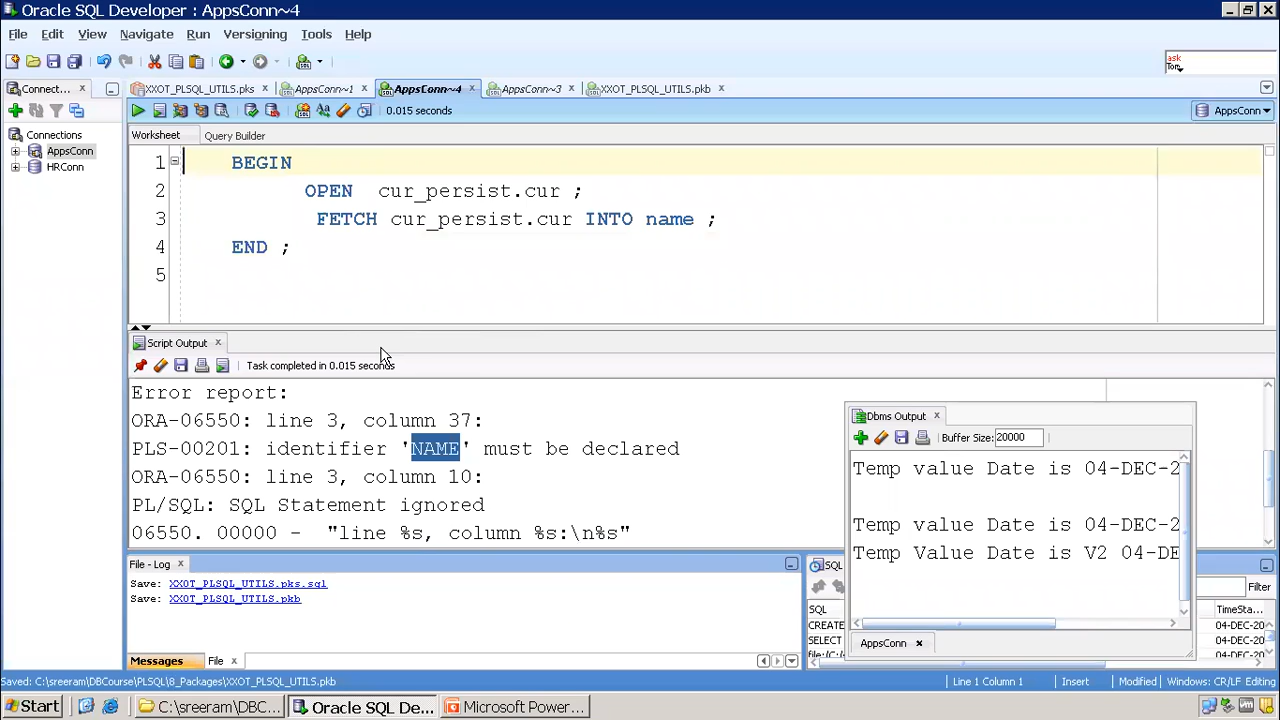 Oracle SQL Developer : AppsConn~4
File Edit View Navigate Run Versioning Tools Help
ask
Tom
Connect... XXOT_PLSQL_UTILS.pks AppsConn~1 AppsConn~4 AppsConn~3 XXOT_PLSQL_UTILS.pkb
0.015 seconds AppsConn
Connections
AppsConn
HRConn
Worksheet Query Builder
1 BEGIN
2 OPEN cur_persist.cur ;
3 FETCH cur_persist.cur INTO name ;
4 END ;
5
Script Output
Task completed in 0.015 seconds
Error report:
ORA-06550: line 3, column 37:
PLS-00201: identifier 'NAME' must be declared
ORA-06550: line 3, column 10:
PL/SQL: SQL Statement ignored
06550. 00000 - "line %s, column %s:\n%s"
Dbms Output
Buffer Size: 20000
Temp value Date is 04-DEC-2
Temp value Date is 04-DEC-2
Temp Value Date is V2 04-DE
AppsConn
File - Log
Save: XXOT_PLSQL_UTILS.pks.sql
Save: XXOT_PLSQL_UTILS.pkb
Messages File
SQL
Filter
SQL TimeSta...
CREATE 04-DEC-20
SELECT 04-DEC-20
file:/C:/ 04-DEC-20
Saved: C:\sreeram\DBCourse\PLSQL\8_Packages\XXOT_PLSQL_UTILS.pkb Line 1 Column 1 Insert Modified Windows: CR/LF Editing
Start C:\sreeram\DBC... Oracle SQL De... Microsoft Power...